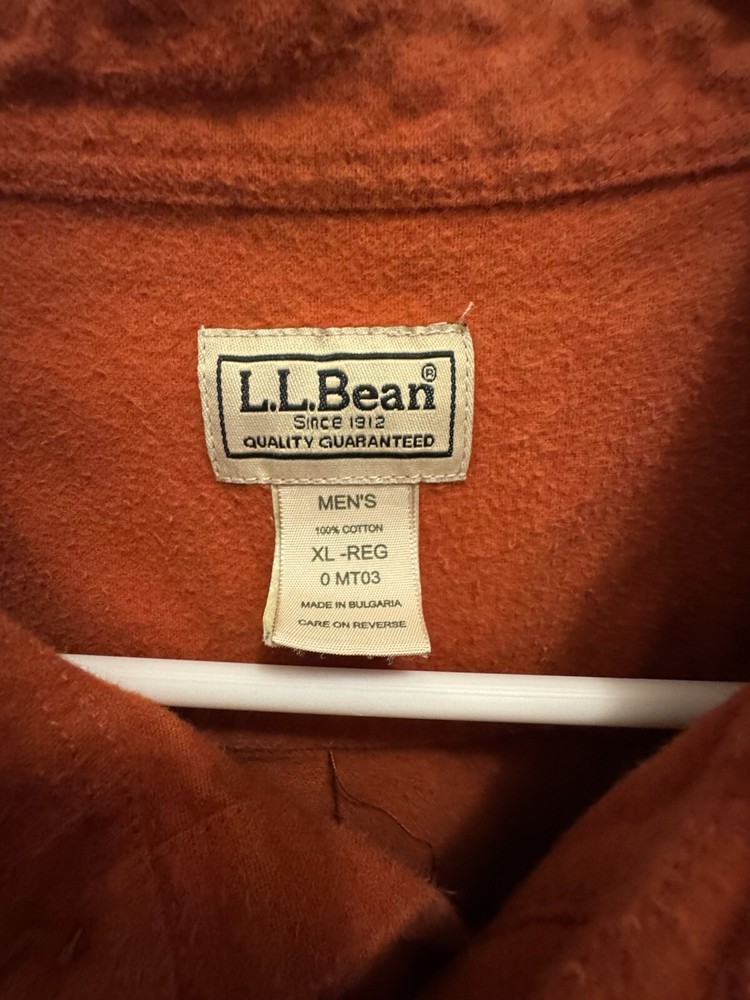 L.L.Bean®
Since 1912
QUALITY GUARANTEED
MEN'S
100% COTTON
XL -REG
0 MT03
MADE IN BULGARIA
CARE ON REVERSE